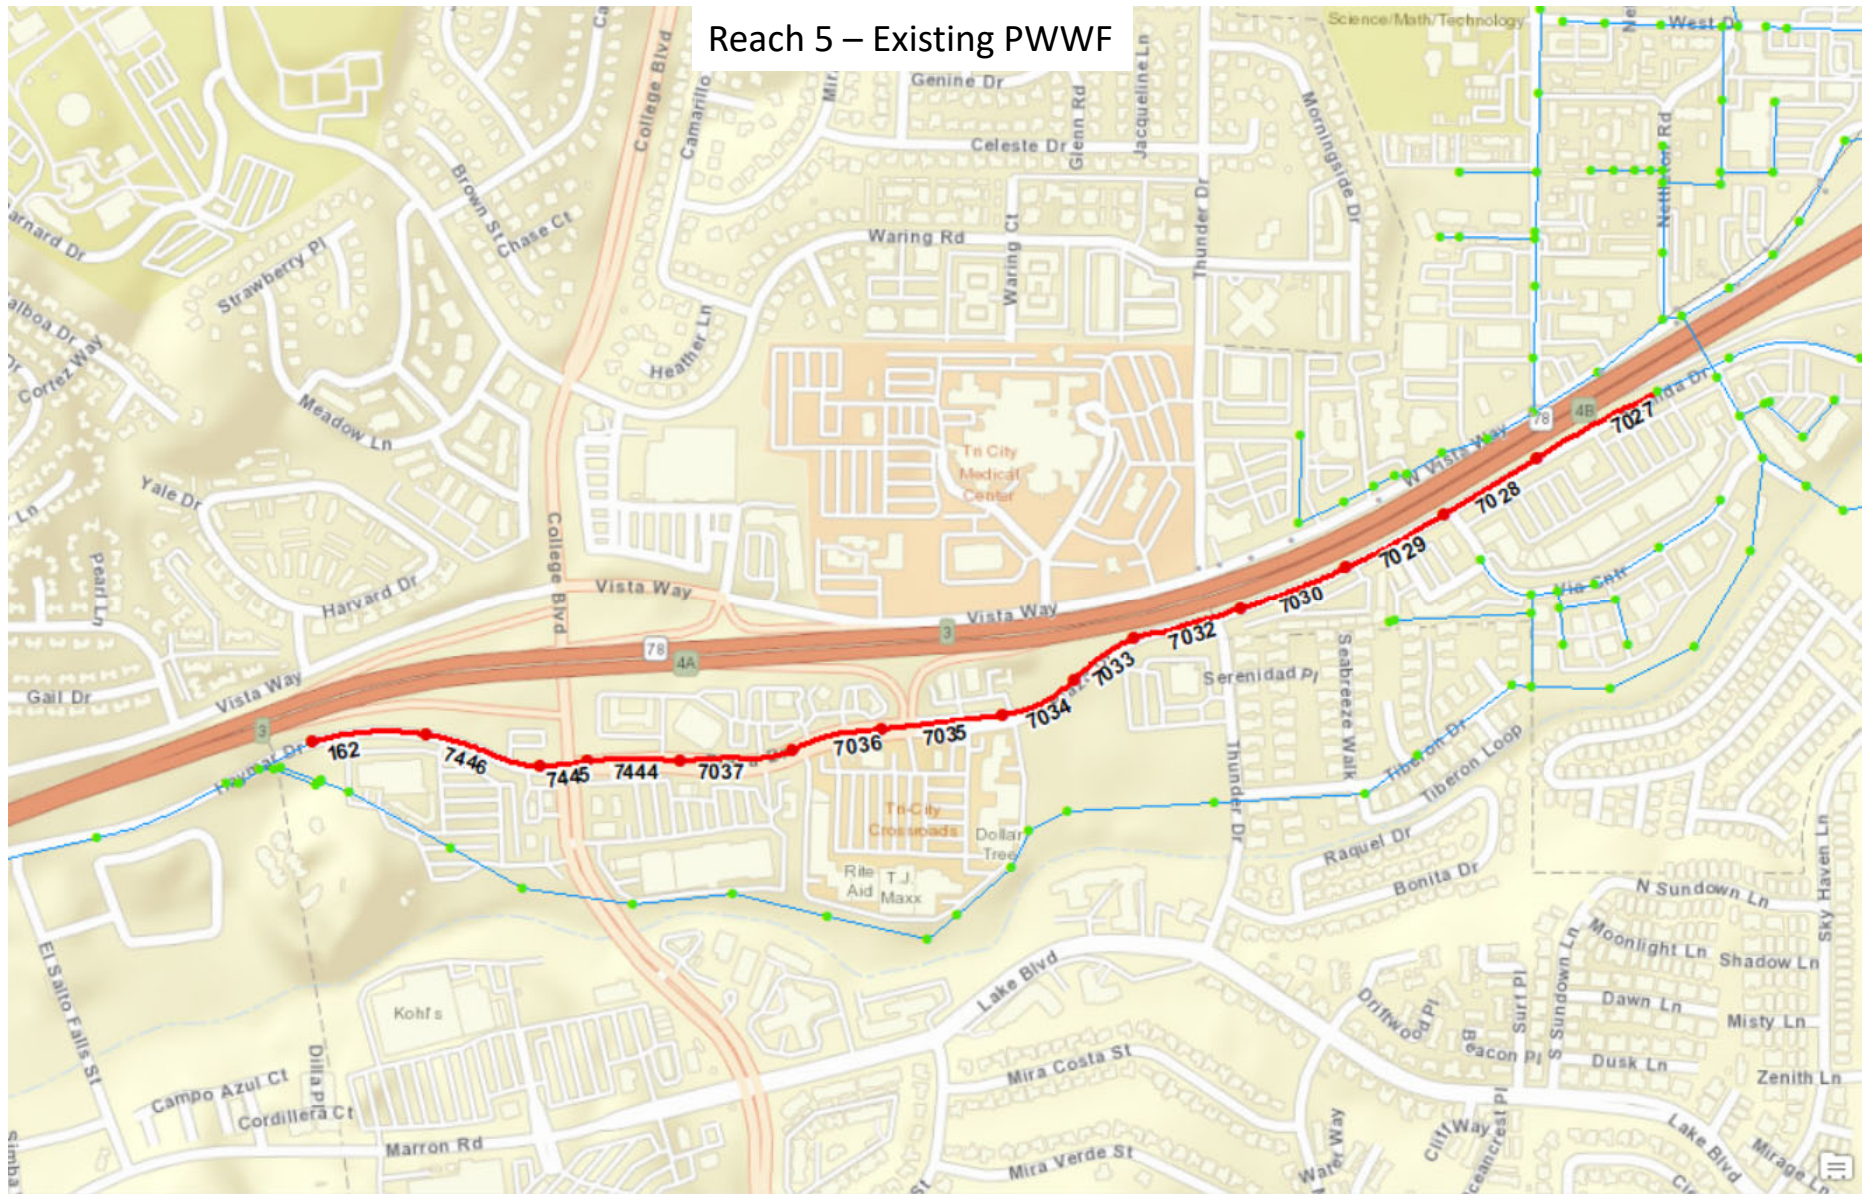 Reach 5 – Existing PWWF
Science/Math/Technology
West D
College Blvd
Camarillo
Genine Dr
Glenn Rd
Jacqueline Ln
Morningside Dr
Celeste Dr
Brown St
Chase Ct
Strawberry Pl
Waring Rd
Waring Ct
Thunder Dr
Heather Ln
Cortez Way
Meadow Ln
Yale Dr
Harvard Dr
Pearl Ln
Gail Dr
Vista Way
College Blvd
Vista Way
Vista Way
W Vista Way
Tri City
Medical
Center
78
4B
78
4A
3
3
7027
7028
7029
7030
7032
7033
7034
7035
7036
7037
7444
7445
7446
162
Haymar Dr
Via Cntr
Serenidad Pl
Seabreeze Walk
Thunder Dr
Tiberon Dr
Tiberon Loop
Raquel Dr
Bonita Dr
Tri-City
Crossroads
Dollar
Tree
Rite
Aid
T.J.
Maxx
Lake Blvd
N Sundown Ln
Sky Haven Ln
Moonlight Ln
Shadow Ln
S Sundown Ln
Surf Pl
Driftwood Pl
Dawn Ln
Misty Ln
Beacon Pl
Dusk Ln
Zenith Ln
El Salto Falls St
Kohl's
Campo Azul Ct
Cordillera Ct
Dilla Pl
Marron Rd
Mira Costa St
Mira Verde St
Water Way
Cliff Way
Lake Blvd
Mirage Ln